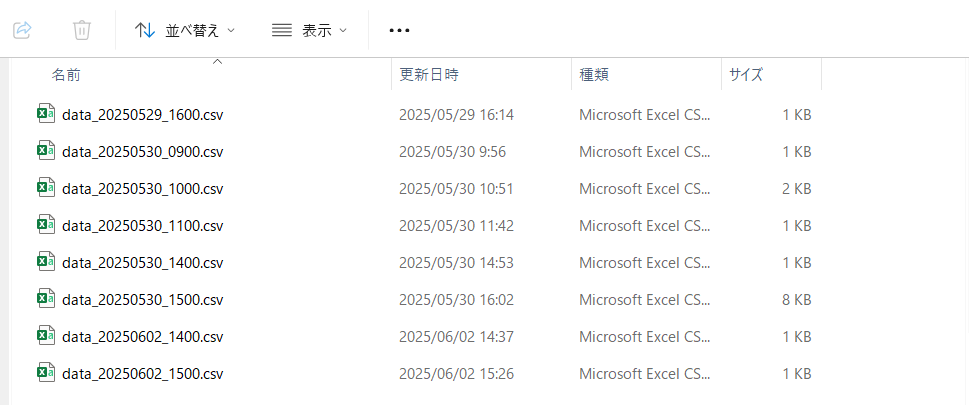 並べ替え 表示 •••
名前 更新日時 種類 サイズ
data_20250529_1600.csv 2025/05/29 16:14 Microsoft Excel CS... 1 KB
data_20250530_0900.csv 2025/05/30 9:56 Microsoft Excel CS... 1 KB
data_20250530_1000.csv 2025/05/30 10:51 Microsoft Excel CS... 2 KB
data_20250530_1100.csv 2025/05/30 11:42 Microsoft Excel CS... 1 KB
data_20250530_1400.csv 2025/05/30 14:53 Microsoft Excel CS... 1 KB
data_20250530_1500.csv 2025/05/30 16:02 Microsoft Excel CS... 8 KB
data_20250602_1400.csv 2025/06/02 14:37 Microsoft Excel CS... 1 KB
data_20250602_1500.csv 2025/06/02 15:26 Microsoft Excel CS... 1 KB